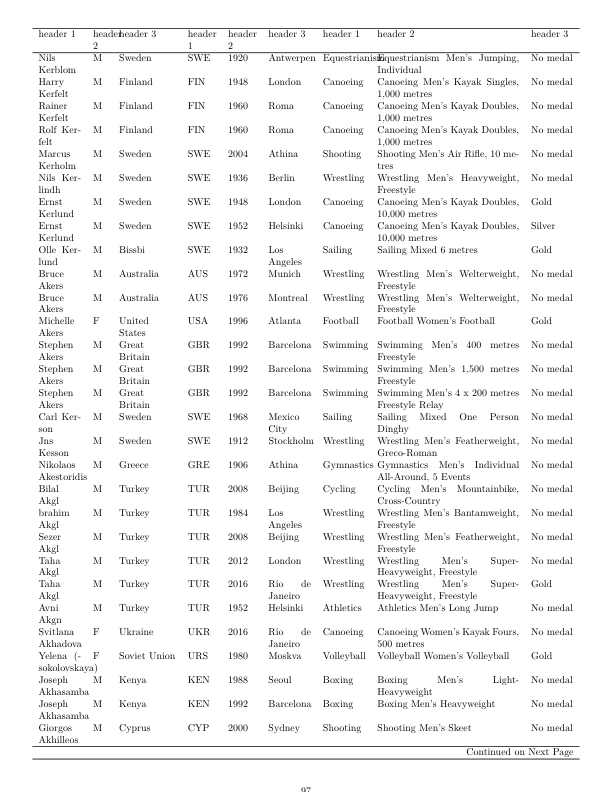 header 1 header 2 header 3 header 1 header 2 header 3 header 1 header 2 header 3
Nils Kerblom M Sweden SWE 1920 Antwerpen Equestrianism Equestrianism Men's Jumping, Individual No medal
Harry Kerfelt M Finland FIN 1948 London Canoeing Canoeing Men's Kayak Singles, 1,000 metres No medal
Rainer Kerfelt M Finland FIN 1960 Roma Canoeing Canoeing Men's Kayak Doubles, 1,000 metres No medal
Rolf Ker-felt M Finland FIN 1960 Roma Canoeing Canoeing Men's Kayak Doubles, 1,000 metres No medal
Marcus Kerholm M Sweden SWE 2004 Athina Shooting Shooting Men's Air Rifle, 10 me-tres No medal
Nils Ker-lindh M Sweden SWE 1936 Berlin Wrestling Wrestling Men's Heavyweight, Freestyle No medal
Ernst Kerlund M Sweden SWE 1948 London Canoeing Canoeing Men's Kayak Doubles, 10,000 metres Gold
Ernst Kerlund M Sweden SWE 1952 Helsinki Canoeing Canoeing Men's Kayak Doubles, 10,000 metres Silver
Olle Ker-lund M Bissbi SWE 1932 Los Angeles Sailing Sailing Mixed 6 metres Gold
Bruce Akers M Australia AUS 1972 Munich Wrestling Wrestling Men's Welterweight, Freestyle No medal
Bruce Akers M Australia AUS 1976 Montreal Wrestling Wrestling Men's Welterweight, Freestyle No medal
Michelle Akers F United States USA 1996 Atlanta Football Football Women's Football Gold
Stephen Akers M Great Britain GBR 1992 Barcelona Swimming Swimming Men's 400 metres Freestyle No medal
Stephen Akers M Great Britain GBR 1992 Barcelona Swimming Swimming Men's 1,500 metres Freestyle No medal
Stephen Akers M Great Britain GBR 1992 Barcelona Swimming Swimming Men's 4 x 200 metres Freestyle Relay No medal
Carl Ker-son M Sweden SWE 1968 Mexico City Sailing Sailing Mixed One Person Dinghy No medal
Jns Kesson M Sweden SWE 1912 Stockholm Wrestling Wrestling Men's Featherweight, Greco-Roman No medal
Nikolaos Akestoridis M Greece GRE 1906 Athina Gymnastics Gymnastics Men's Individual All-Around, 5 Events No medal
Bilal Akgl M Turkey TUR 2008 Beijing Cycling Cycling Men's Mountainbike, Cross-Country No medal
brahim Akgl M Turkey TUR 1984 Los Angeles Wrestling Wrestling Men's Bantamweight, Freestyle No medal
Sezer Akgl M Turkey TUR 2008 Beijing Wrestling Wrestling Men's Featherweight, Freestyle No medal
Taha Akgl M Turkey TUR 2012 London Wrestling Wrestling Men's Super-Heavyweight, Freestyle No medal
Taha Akgl M Turkey TUR 2016 Rio de Janeiro Wrestling Wrestling Men's Super-Heavyweight, Freestyle Gold
Avni Akgn M Turkey TUR 1952 Helsinki Athletics Athletics Men's Long Jump No medal
Svitlana Akhadova F Ukraine UKR 2016 Rio de Janeiro Canoeing Canoeing Women's Kayak Fours, 500 metres No medal
Yelena (-sokolovskaya) F Soviet Union URS 1980 Moskva Volleyball Volleyball Women's Volleyball Gold
Joseph Akhasamba M Kenya KEN 1988 Seoul Boxing Boxing Men's Light-Heavyweight No medal
Joseph Akhasamba M Kenya KEN 1992 Barcelona Boxing Boxing Men's Heavyweight No medal
Giorgos Akhilleos M Cyprus CYP 2000 Sydney Shooting Shooting Men's Skeet No medal
Continued on Next Page
97